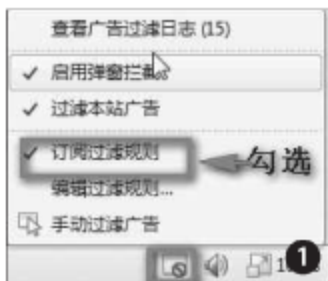 查看广告过滤日志 (15)
启用弹窗拦截
过滤本站广告
订阅过滤规则
勾选
编辑过滤规则...
手动过滤广告
1